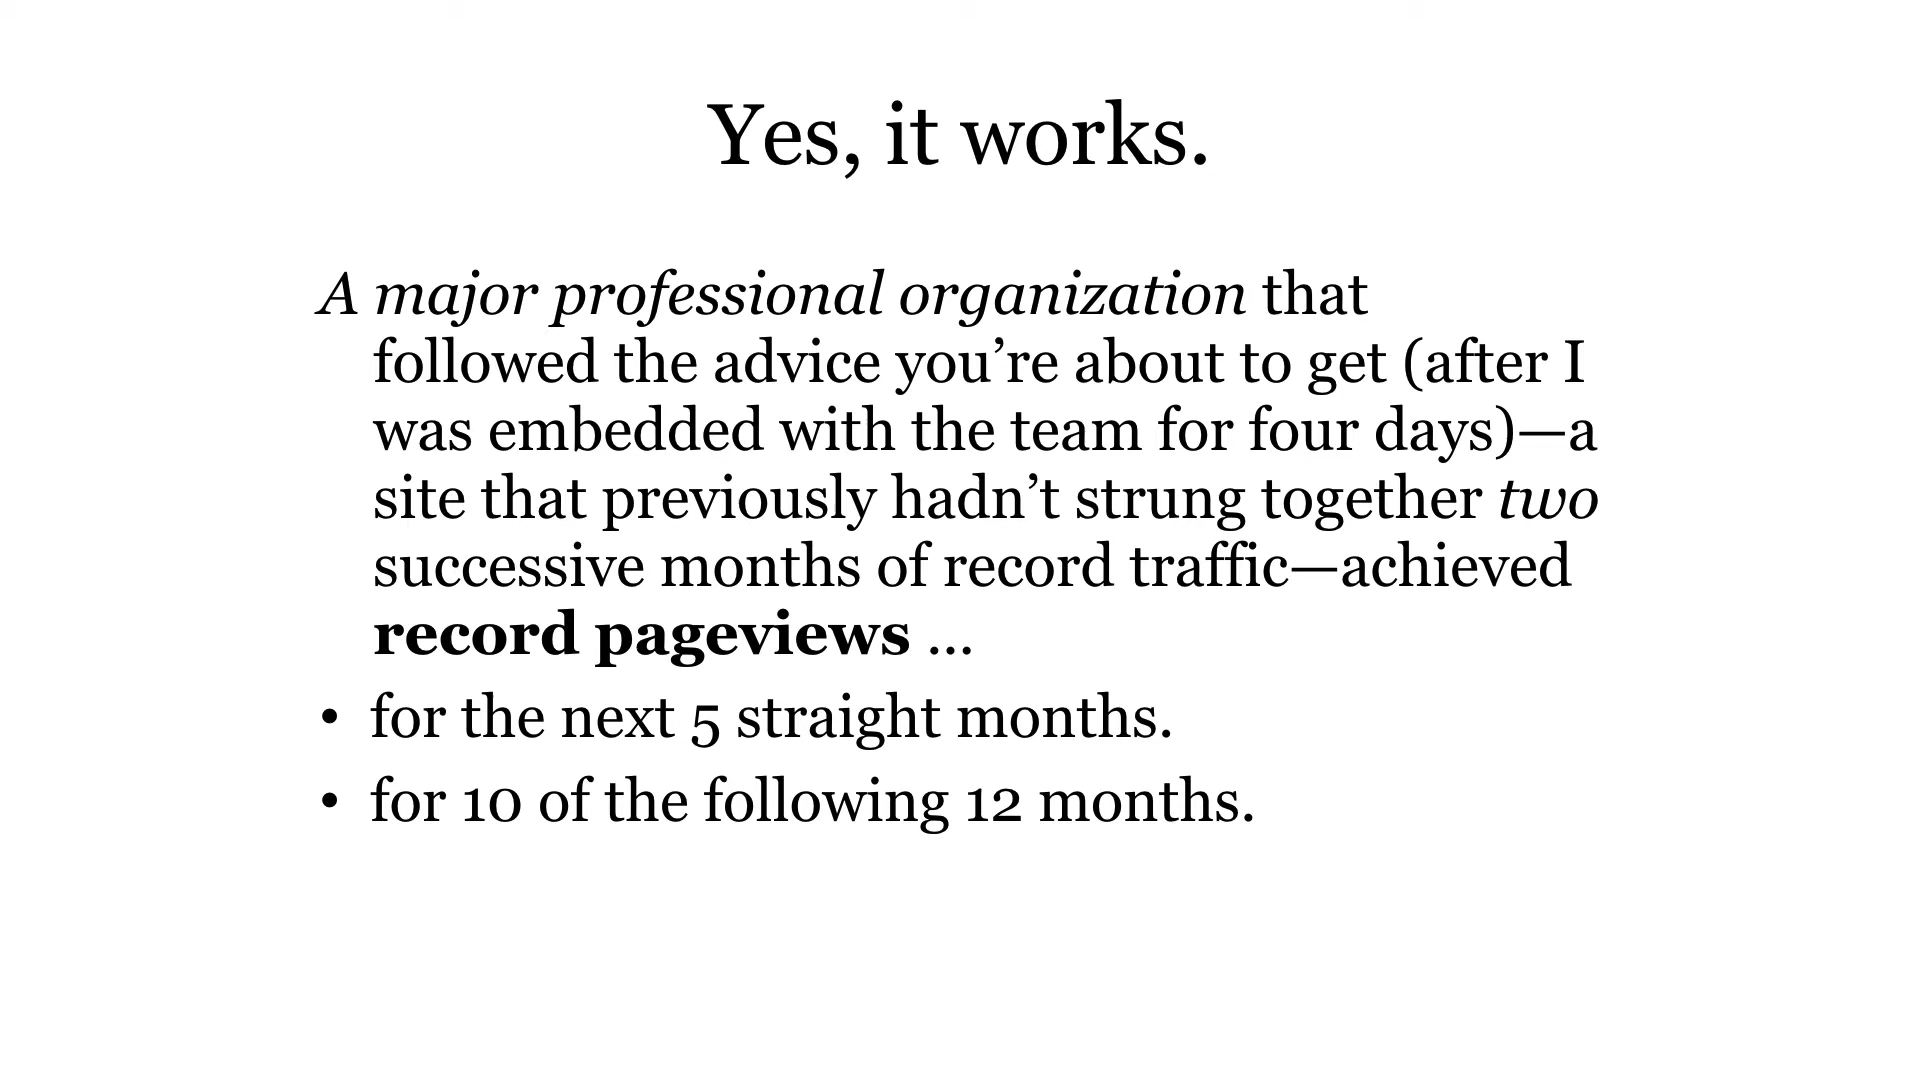 Yes, it works.
A major professional organization that
followed the advice you’re about to get (after I
was embedded with the team for four days)—a
site that previously hadn’t strung together two
successive months of record traffic—achieved
record pageviews ...
• for the next 5 straight months.
• for 10 of the following 12 months.